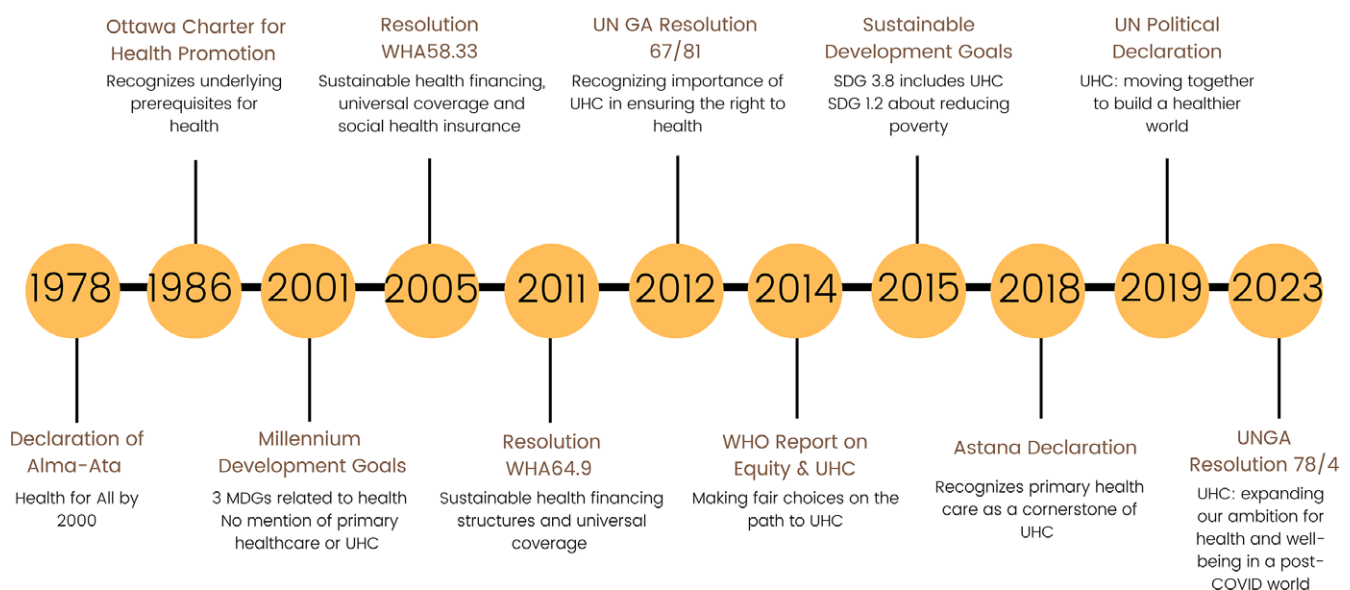 Ottawa Charter for
Health Promotion
Recognizes underlying
prerequisites for
health
Resolution
WHA58.33
Sustainable health financing,
universal coverage and
social health insurance
UN GA Resolution
67/81
Recognizing importance of
UHC in ensuring the right to
health
Sustainable
Development Goals
SDG 3.8 includes UHC
SDG 1.2 about reducing
poverty
UN Political
Declaration
UHC: moving together
to build a healthier
world
1978
1986
2001
2005
2011
2012
2014
2015
2018
2019
2023
Declaration of
Alma-Ata
Health for All by
2000
Millennium
Development Goals
3 MDGs related to health
No mention of primary
healthcare or UHC
Resolution
WHA64.9
Sustainable health financing
structures and universal
coverage
WHO Report on
Equity & UHC
Making fair choices on the
path to UHC
Astana Declaration
Recognizes primary health
care as a cornerstone of
UHC
UNGA
Resolution 78/4
UHC: expanding
our ambition for
health and well-
being in a post-
COVID world